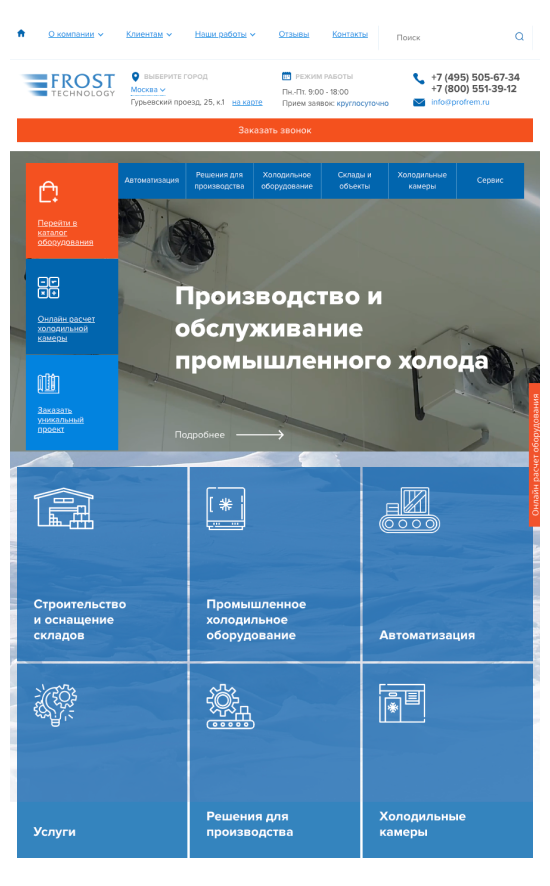 О компании
Клиентам
Наши работы
Отзывы
Контакты
Поиск
FROST
TECHNOLOGY
ВЫБЕРИТЕ ГОРОД
Москва
Гурьевский проезд, 25, к.1 на карте
РЕЖИМ РАБОТЫ
Пн.-Пт. 9:00 - 18:00
Прием заявок: круглосуточно
+7 (495) 505-67-34
+7 (800) 551-39-12
info@profrem.ru
Заказать звонок
Перейти в
каталог
оборудования
Автоматизация
Решения для
производства
Холодильное
оборудование
Склады и
объекты
Холодильные
камеры
Сервис
Онлайн расчет
холодильной
камеры
Заказать
уникальный
проект
Производство и
обслуживание
промышленного холода
Подробнее
Онлайн расчет оборудования
Строительство
и оснащение
складов
Промышленное
холодильное
оборудование
Автоматизация
Услуги
Решения для
производства
Холодильные
камеры